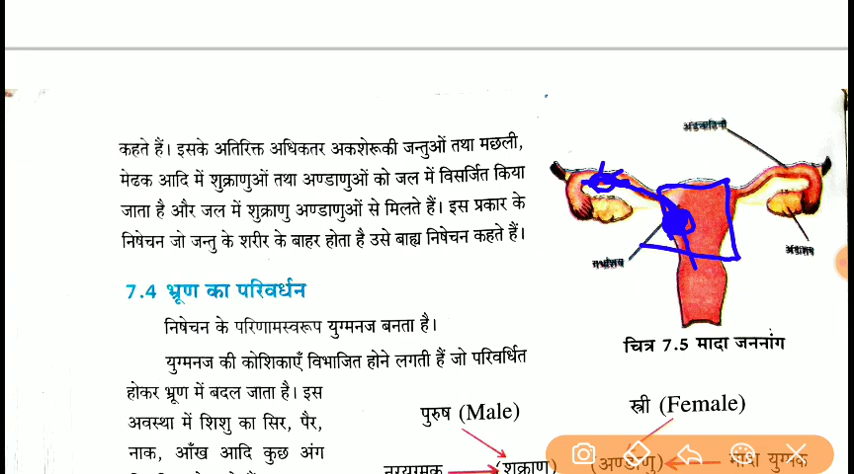 कहते हैं। इसके अतिरिक्त अधिकतर अकशेरूकी जन्तुओं तथा मछली,
मेढक आदि में शुक्राणुओं तथा अण्डाणुओं को जल में विसर्जित किया
जाता है और जल में शुक्राणु अण्डाणुओं से मिलते हैं। इस प्रकार के
निषेचन जो जन्तु के शरीर के बाहर होता है उसे बाह्य निषेचन कहते हैं।
अंडवाहिनी
गर्भाशय
अंडाशय
चित्र 7.5 मादा जननांग
7.4 भ्रूण का परिवर्धन
निषेचन के परिणामस्वरूप युग्मनज बनता है।
युग्मनज की कोशिकाएँ विभाजित होने लगती हैं जो परिवर्धित
होकर भ्रूण में बदल जाता है। इस
अवस्था में शिशु का सिर, पैर,
नाक, आँख आदि कुछ अंग
पुरुष (Male)
स्त्री (Female)
नरयुग्मक (शुक्राणु) (अण्डाणु) युग्मक